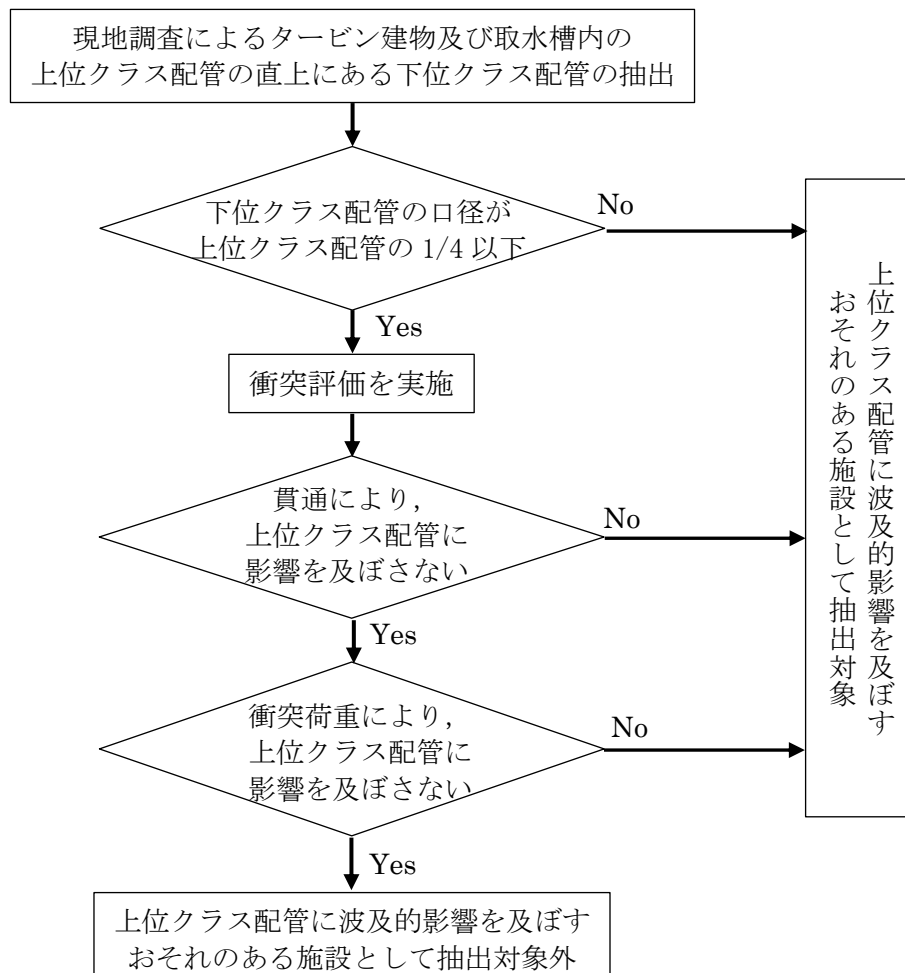 現地調査によるタービン建物及び取水槽内の
上位クラス配管の直上にある下位クラス配管の抽出
下位クラス配管の口径が
上位クラス配管の 1/4 以下
No
Yes
衝突評価を実施
貫通により,
上位クラス配管に
影響を及ぼさない
No
Yes
衝突荷重により,
上位クラス配管に
影響を及ぼさない
No
Yes
上位クラス配管に波及的影響を及ぼす
おそれのある施設として抽出対象外
上位クラス配管に波及的影響を及ぼす
おそれのある施設として抽出対象